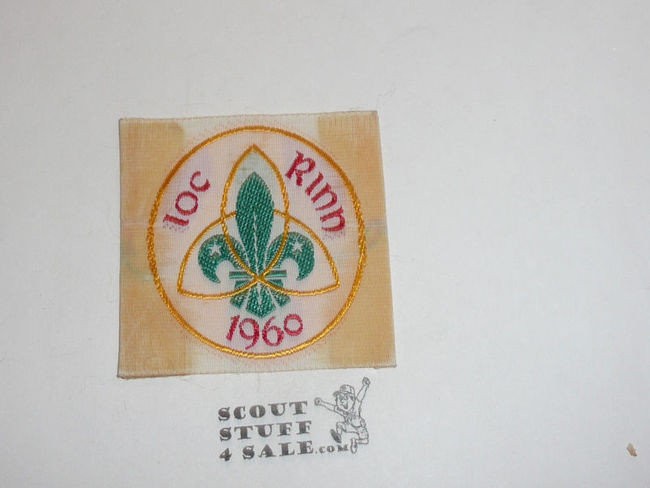 IOC RINN
1960
SCOUT
STUFF
4 SALE.COM